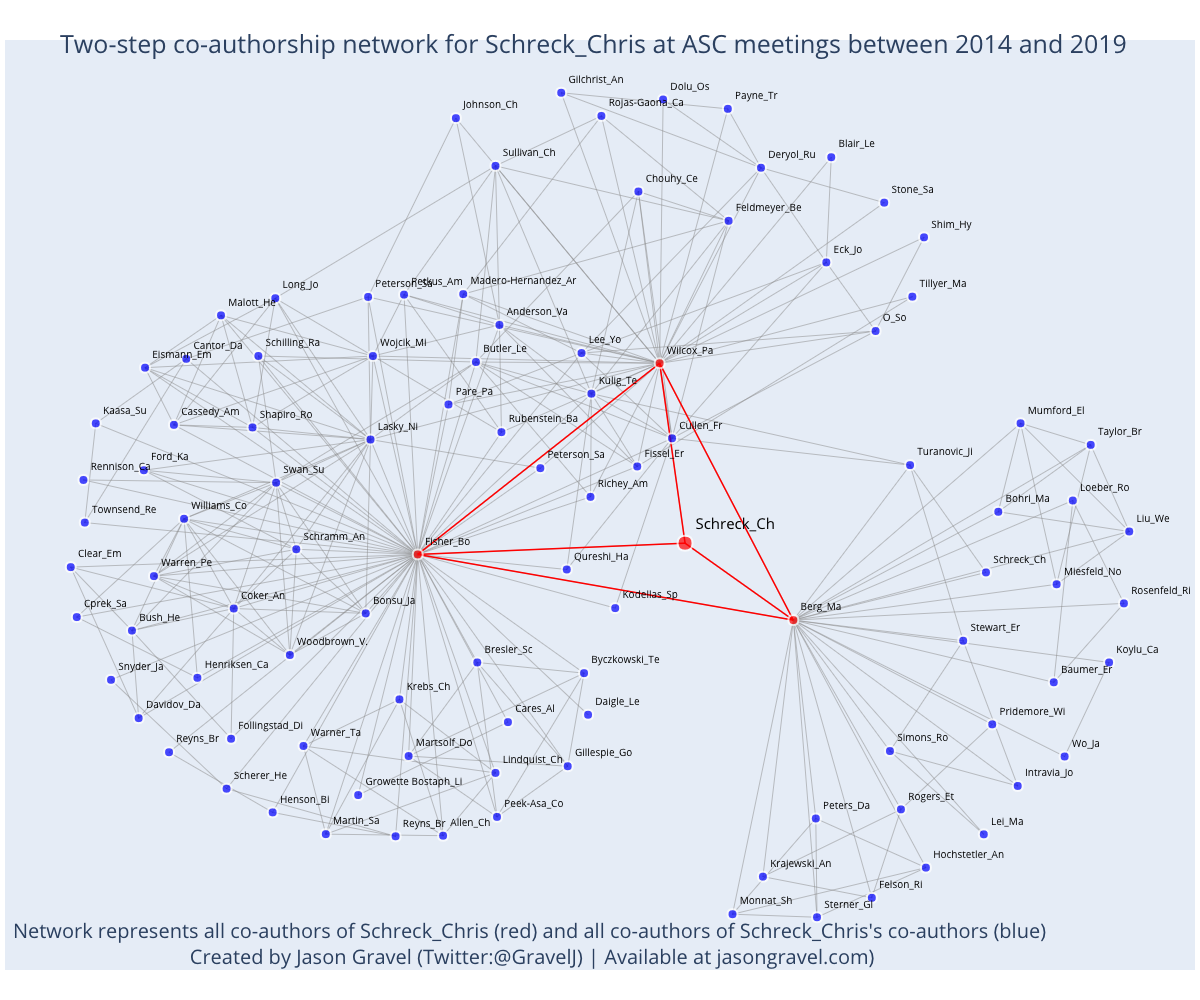 Two-step co-authorship network for Schreck_Chris at ASC meetings between 2014 and 2019
Gilchrist_An
Dolu_Os
Payne_Tr
Johnson_Ch
Rojas-Gaona_Ca
Blair_Le
Sullivan_Ch
Deryol_Ru
Chouhy_Ce
Stone_Sa
Feldmeyer_Be
Shim_Hy
Eck_Jo
Long_Jo
Peterson_Sa
Petkus_Am
Madero-Hernandez_Ar
Tillyer_Ma
Malott_He
Anderson_Va
O_So
Cantor_Da
Schilling_Ra
Wojcik_Mi
Lee_Yo
Eismann_Em
Butler_Le
Wilcox_Pa
Kulig_Te
Pare_Pa
Kaasa_Su
Cassedy_Am
Shapiro_Ro
Rubenstein_Ba
Mumford_El
Lasky_Ni
Cullen_Fr
Taylor_Br
Peterson_Sa
Fissel_Er
Turanovic_Ji
Rennison_Ca
Ford_Ka
Swan_Su
Richey_Am
Loeber_Ro
Bohri_Ma
Townsend_Re
Williams_Co
Schreck_Ch
Liu_We
Schramm_An
Fisher_Bo
Clear_Em
Warren_Pe
Qureshi_Ha
Schreck_Ch
Miesfeld_No
Cprek_Sa
Coker_An
Bonsu_Ja
Kodellas_Sp
Berg_Ma
Rosenfeld_Ri
Bush_He
Stewart_Er
Woodbrown_V.
Bresler_Sc
Byczkowski_Te
Koylu_Ca
Snyder_Ja
Henriksen_Ca
Baumer_Er
Krebs_Ch
Davidov_Da
Cares_Al
Daigle_Le
Pridemore_Wi
Follingstad_Di
Warner_Ta
Reyns_Br
Martsolf_Do
Simons_Ro
Wo_Ja
Lindquist_Ch
Gillespie_Go
Scherer_He
Growette Bostaph_Li
Intravia_Jo
Henson_Bi
Peek-Asa_Co
Peters_Da
Rogers_Et
Martin_Sa
Reyns_Br
Allen_Ch
Lei_Ma
Krajewski_An
Hochstetler_An
Felson_Ri
Monnat_Sh
Sterner_Gl
Network represents all co-authors of Schreck_Chris (red) and all co-authors of Schreck_Chris's co-authors (blue)
Created by Jason Gravel (Twitter:@GravelJ) | Available at jasongravel.com)